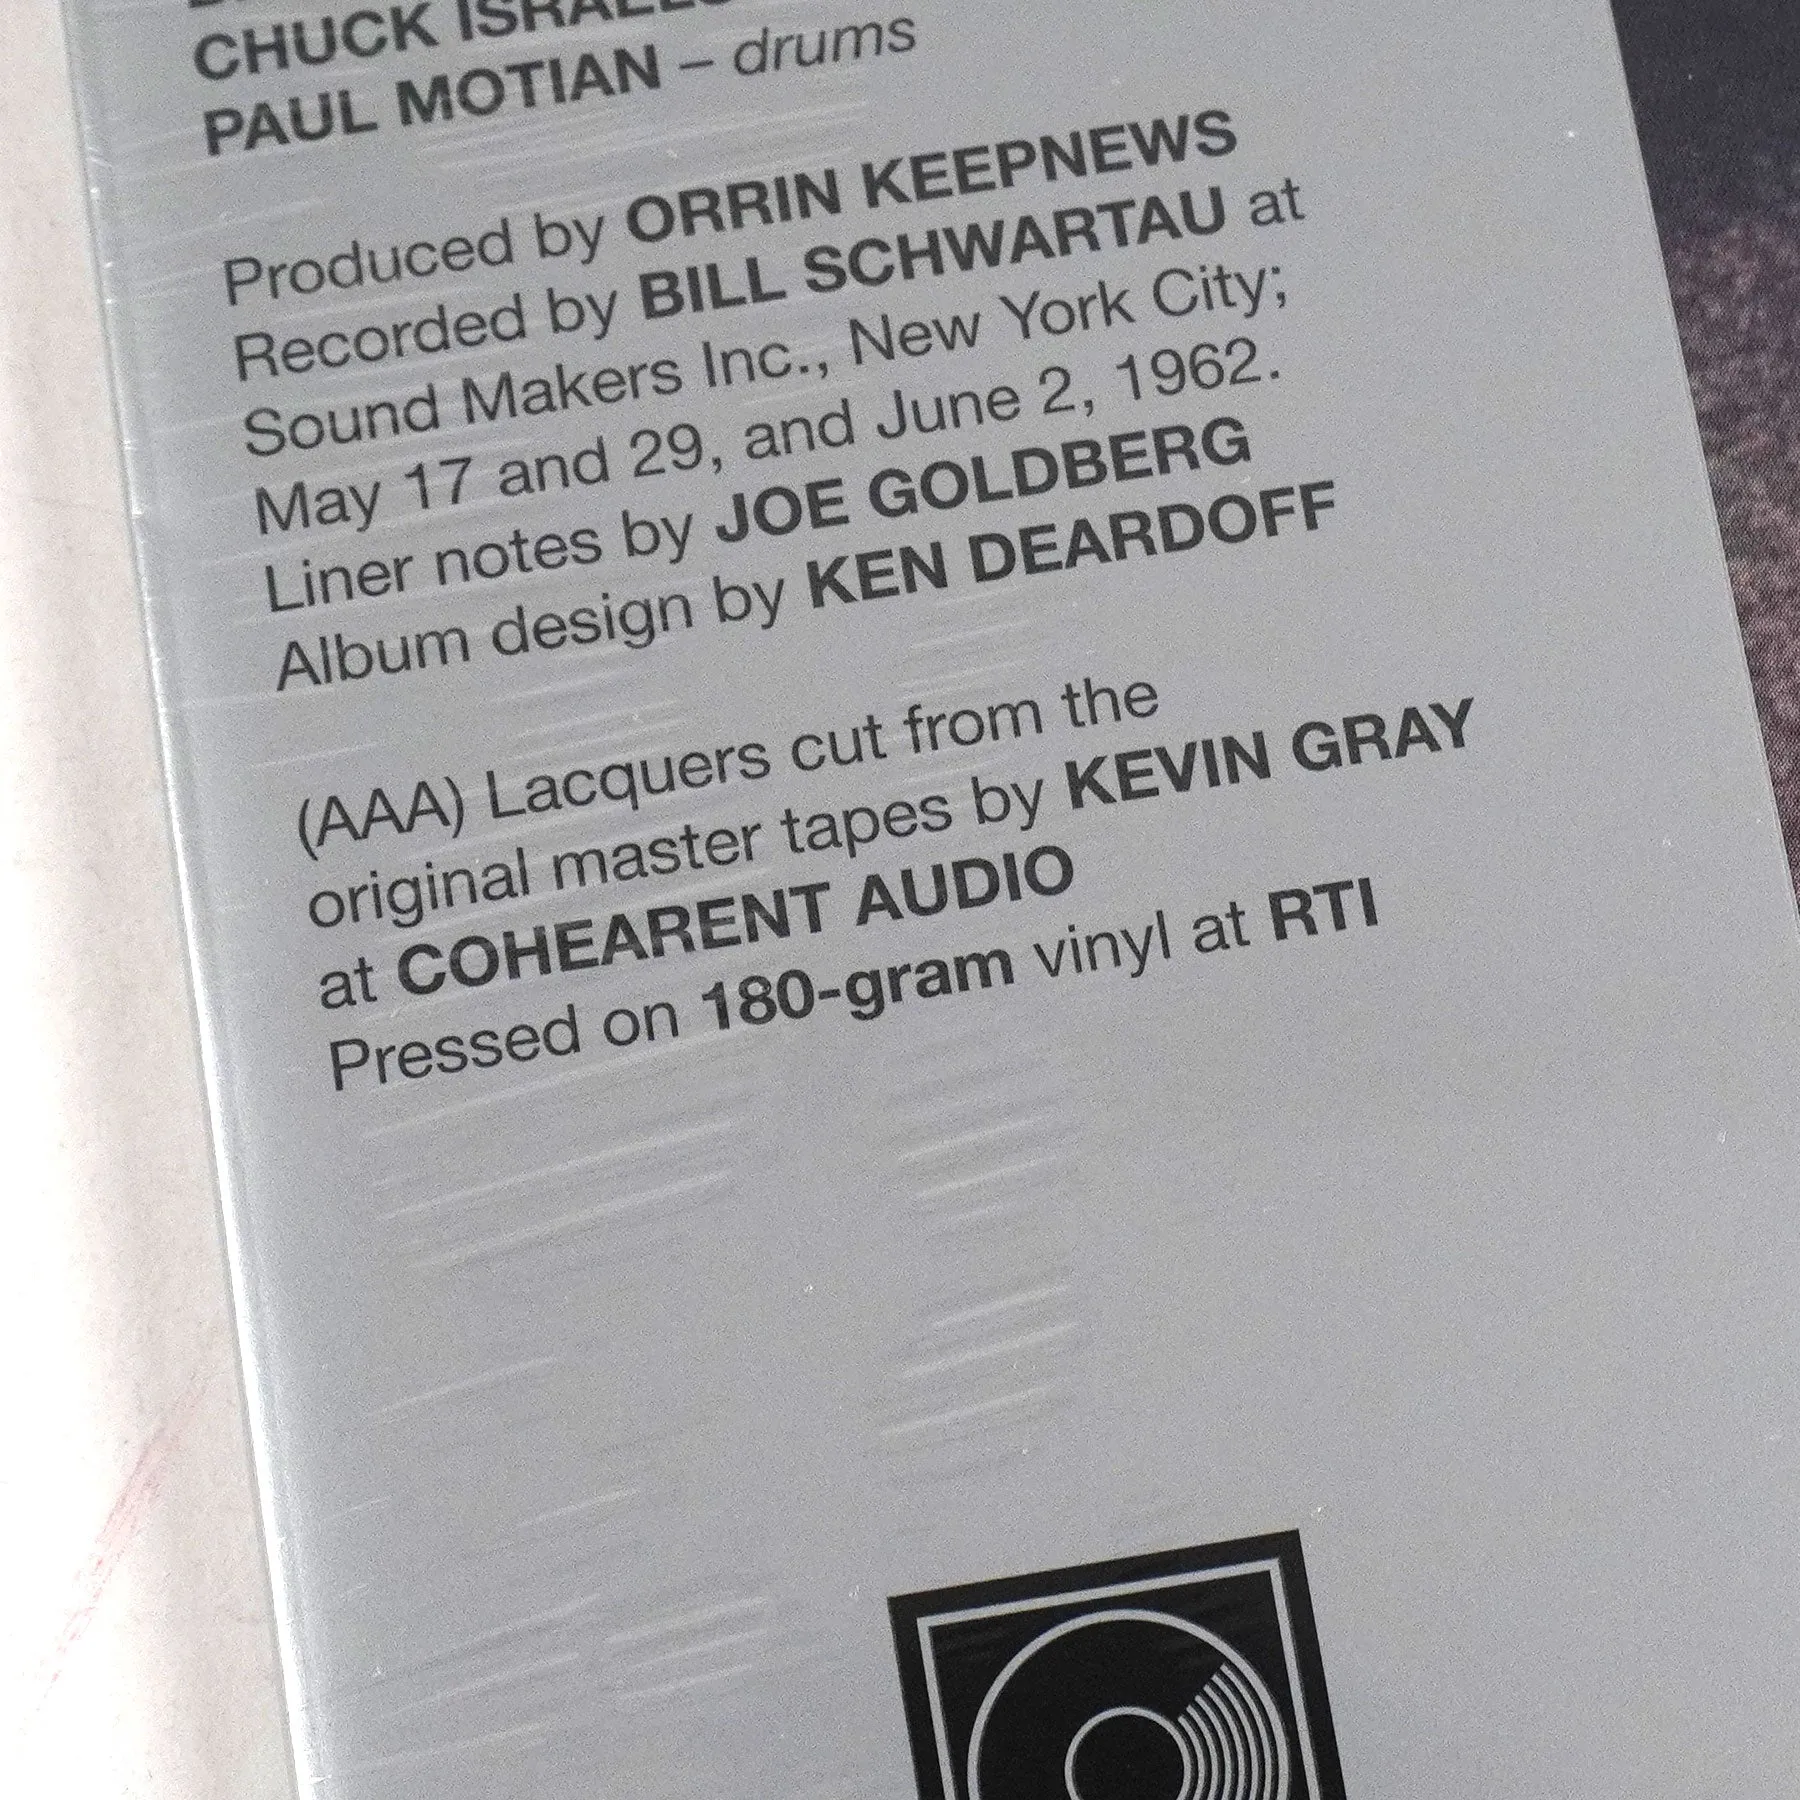 CHUCK ISRAELS
PAUL MOTIAN – drums
Produced by ORRIN KEEPNEWS
Recorded by BILL SCHWARTAU at
Sound Makers Inc., New York City;
May 17 and 29, and June 2, 1962.
Liner notes by JOE GOLDBERG
Album design by KEN DEARDOFF
(AAA) Lacquers cut from the
original master tapes by KEVIN GRAY
at COHEARENT AUDIO
Pressed on 180-gram vinyl at RTI